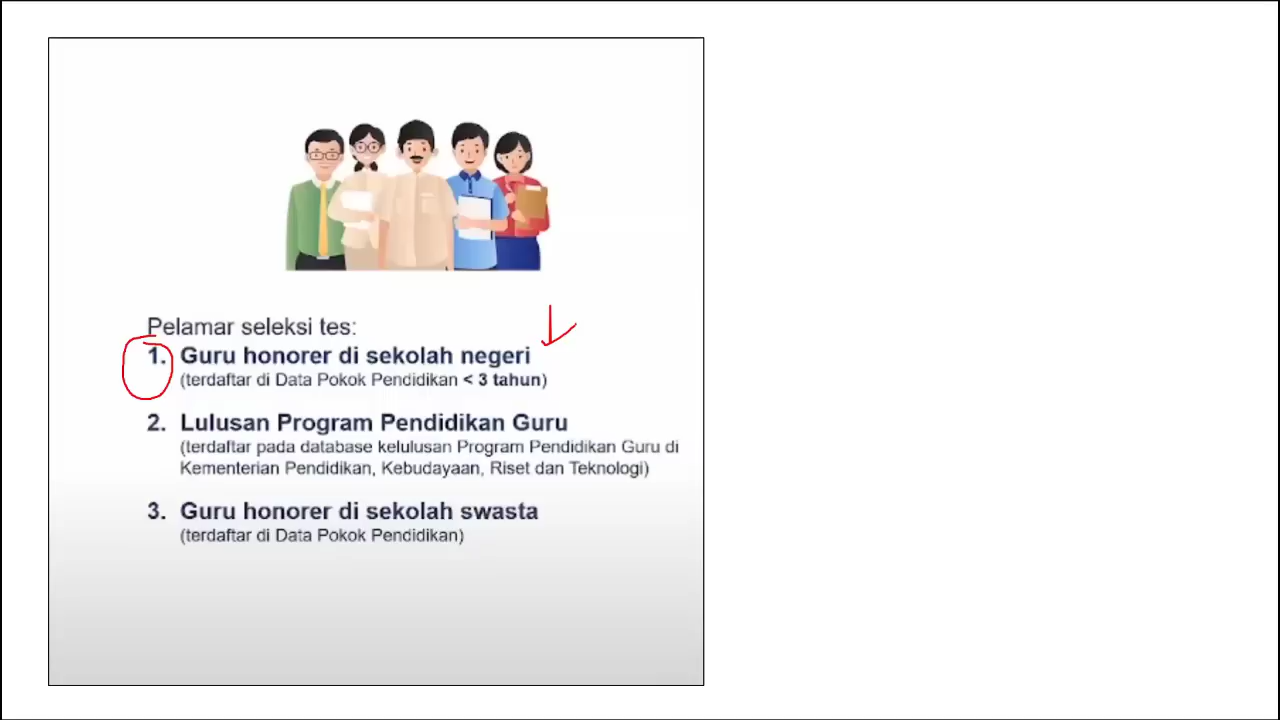 Pelamar seleksi tes:
1. Guru honorer di sekolah negeri
(terdaftar di Data Pokok Pendidikan < 3 tahun)
2. Lulusan Program Pendidikan Guru
(terdaftar pada database kelulusan Program Pendidikan Guru di
Kementerian Pendidikan, Kebudayaan, Riset dan Teknologi)
3. Guru honorer di sekolah swasta
(terdaftar di Data Pokok Pendidikan)